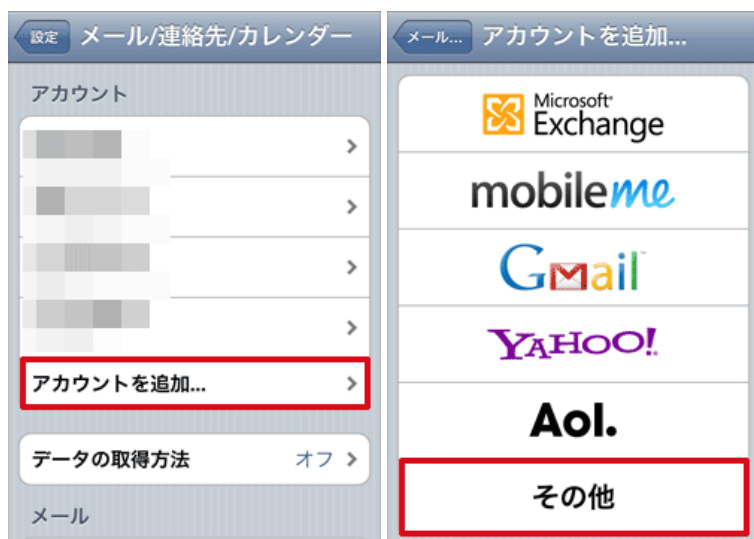 設定
メール/連絡先/カレンダー
アカウント
アカウントを追加...
データの取得方法 オフ
メール
メール...
アカウントを追加...
Microsoft
Exchange
mobileme
Gmail
YAHOO!
Aol.
その他